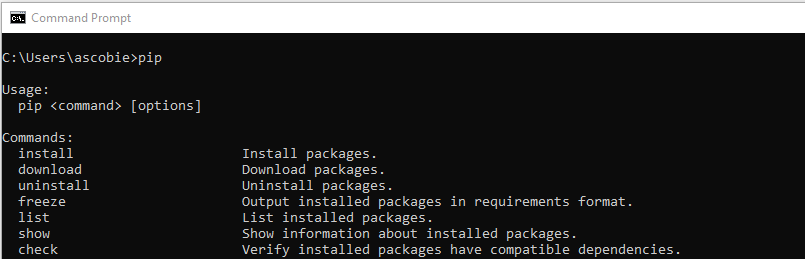 Command Prompt
C:\Users\ascobie>pip
Usage:
pip <command> [options]
Commands:
install Install packages.
download Download packages.
uninstall Uninstall packages.
freeze Output installed packages in requirements format.
list List installed packages.
show Show information about installed packages.
check Verify installed packages have compatible dependencies.